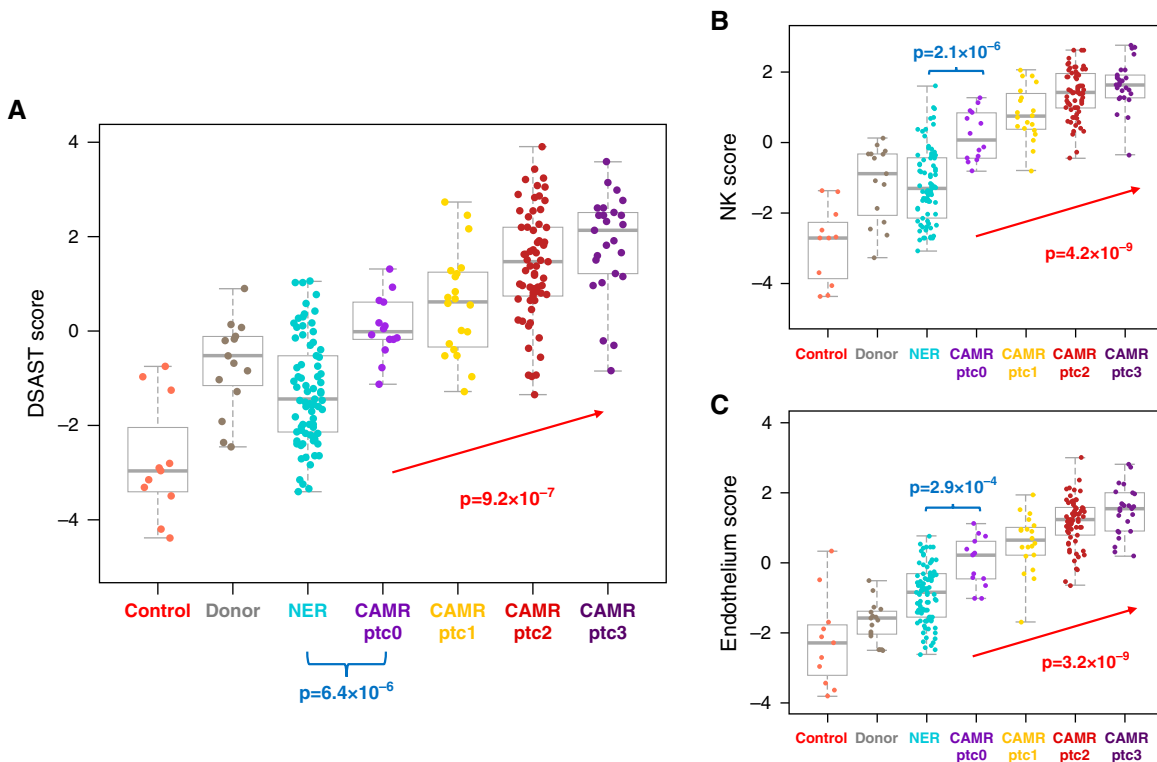 A
DSAST score
4
2
0
−2
−4
Control Donor NER CAMR ptc0 CAMR ptc1 CAMR ptc2 CAMR ptc3
p=9.2×10⁻⁷
p=6.4×10⁻⁶
B
NK score
2
0
−2
−4
p=2.1×10⁻⁶
p=4.2×10⁻⁹
Control Donor NER CAMR ptc0 CAMR ptc1 CAMR ptc2 CAMR ptc3
C
Endothelium score
4
2
0
−2
−4
p=2.9×10⁻⁴
p=3.2×10⁻⁹
Control Donor NER CAMR ptc0 CAMR ptc1 CAMR ptc2 CAMR ptc3